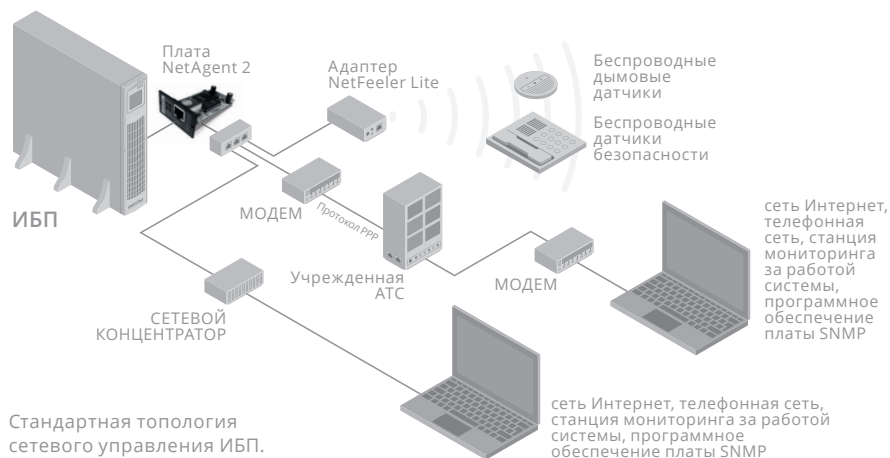 Плата
NetAgent 2
Адаптер
NetFeeler Lite
Беспроводные
дымовые
датчики
Беспроводные
датчики
безопасности
ИБП
МОДЕМ
Протокол PPP
Учрежденная
АТС
МОДЕМ
сеть Интернет,
телефонная
сеть, станция
мониторинга
за работой
системы,
программное
обеспечение
платы SNMP
СЕТЕВОЙ
КОНЦЕНТРАТОР
сеть Интернет, телефонная сеть,
станция мониторинга за работой
системы, программное
обеспечение платы SNMP
Стандартная топология
сетевого управления ИБП.